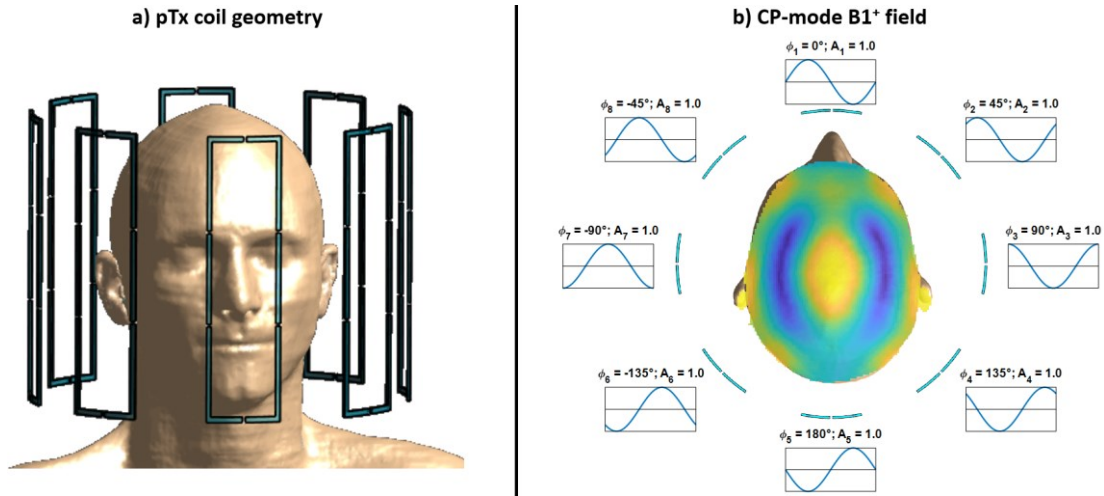 a) pTx coil geometry
b) CP-mode B1⁺ field
ϕ₁ = 0°; A₁ = 1.0
ϕ₈ = -45°; A₈ = 1.0
ϕ₂ = 45°; A₂ = 1.0
ϕ₇ = -90°; A₇ = 1.0
ϕ₃ = 90°; A₃ = 1.0
ϕ₆ = -135°; A₆ = 1.0
ϕ₄ = 135°; A₄ = 1.0
ϕ₅ = 180°; A₅ = 1.0